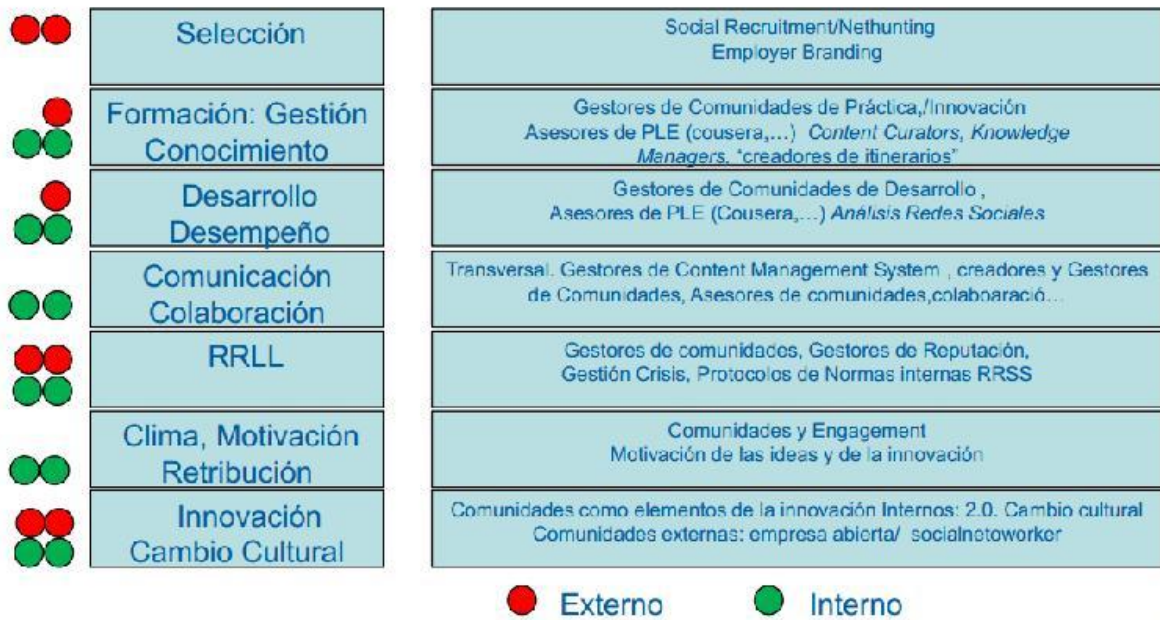 Selección
Social Recruitment/Nethunting
Employer Branding
Formación: Gestión
Conocimiento
Gestores de Comunidades de Práctica,/Innovación
Asesores de PLE (cousera,…) Content Curators, Knowledge
Managers, “creadores de itinerarios”
Desarrollo
Desempeño
Gestores de Comunidades de Desarrollo ,
Asesores de PLE (Cousera,…) Análisis Redes Sociales
Comunicación
Colaboración
Transversal. Gestores de Content Management System , creadores y Gestores
de Comunidades, Asesores de comunidades,colaboaració…
RRLL
Gestores de comunidades, Gestores de Reputación,
Gestión Crisis, Protocolos de Normas internas RRSS
Clima, Motivación
Retribución
Comunidades y Engagement
Motivación de las ideas y de la innovación
Innovación
Cambio Cultural
Comunidades como elementos de la innovación Internos: 2.0. Cambio cultural
Comunidades externas: empresa abierta/ socialnetoworker
Externo
Interno